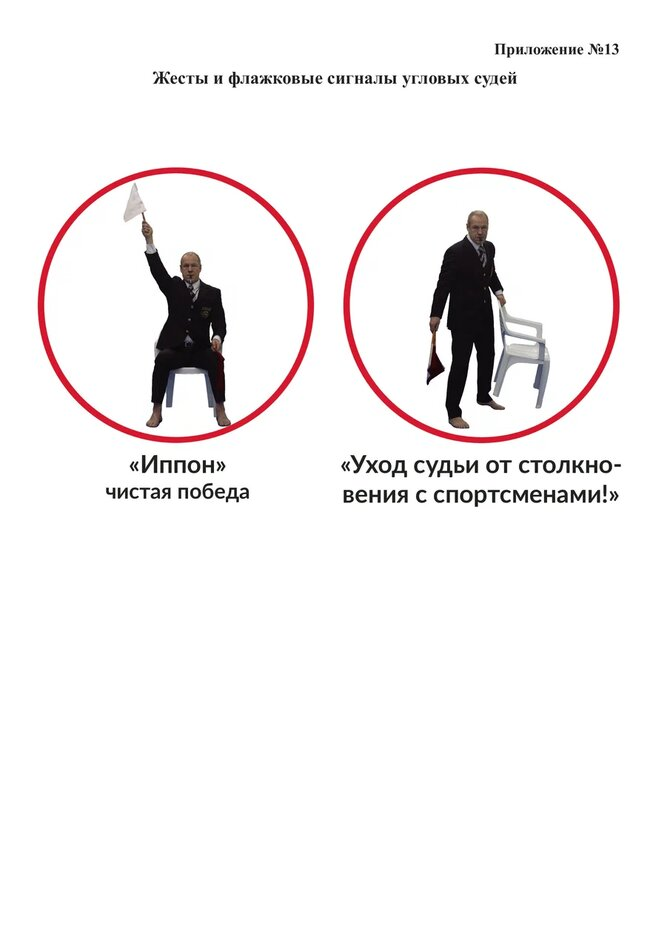 Приложение №13
Жесты и флажковые сигналы угловых судей
«Иппон»
чистая победа
«Уход судьи от столкно-
вения с спортсменами!»